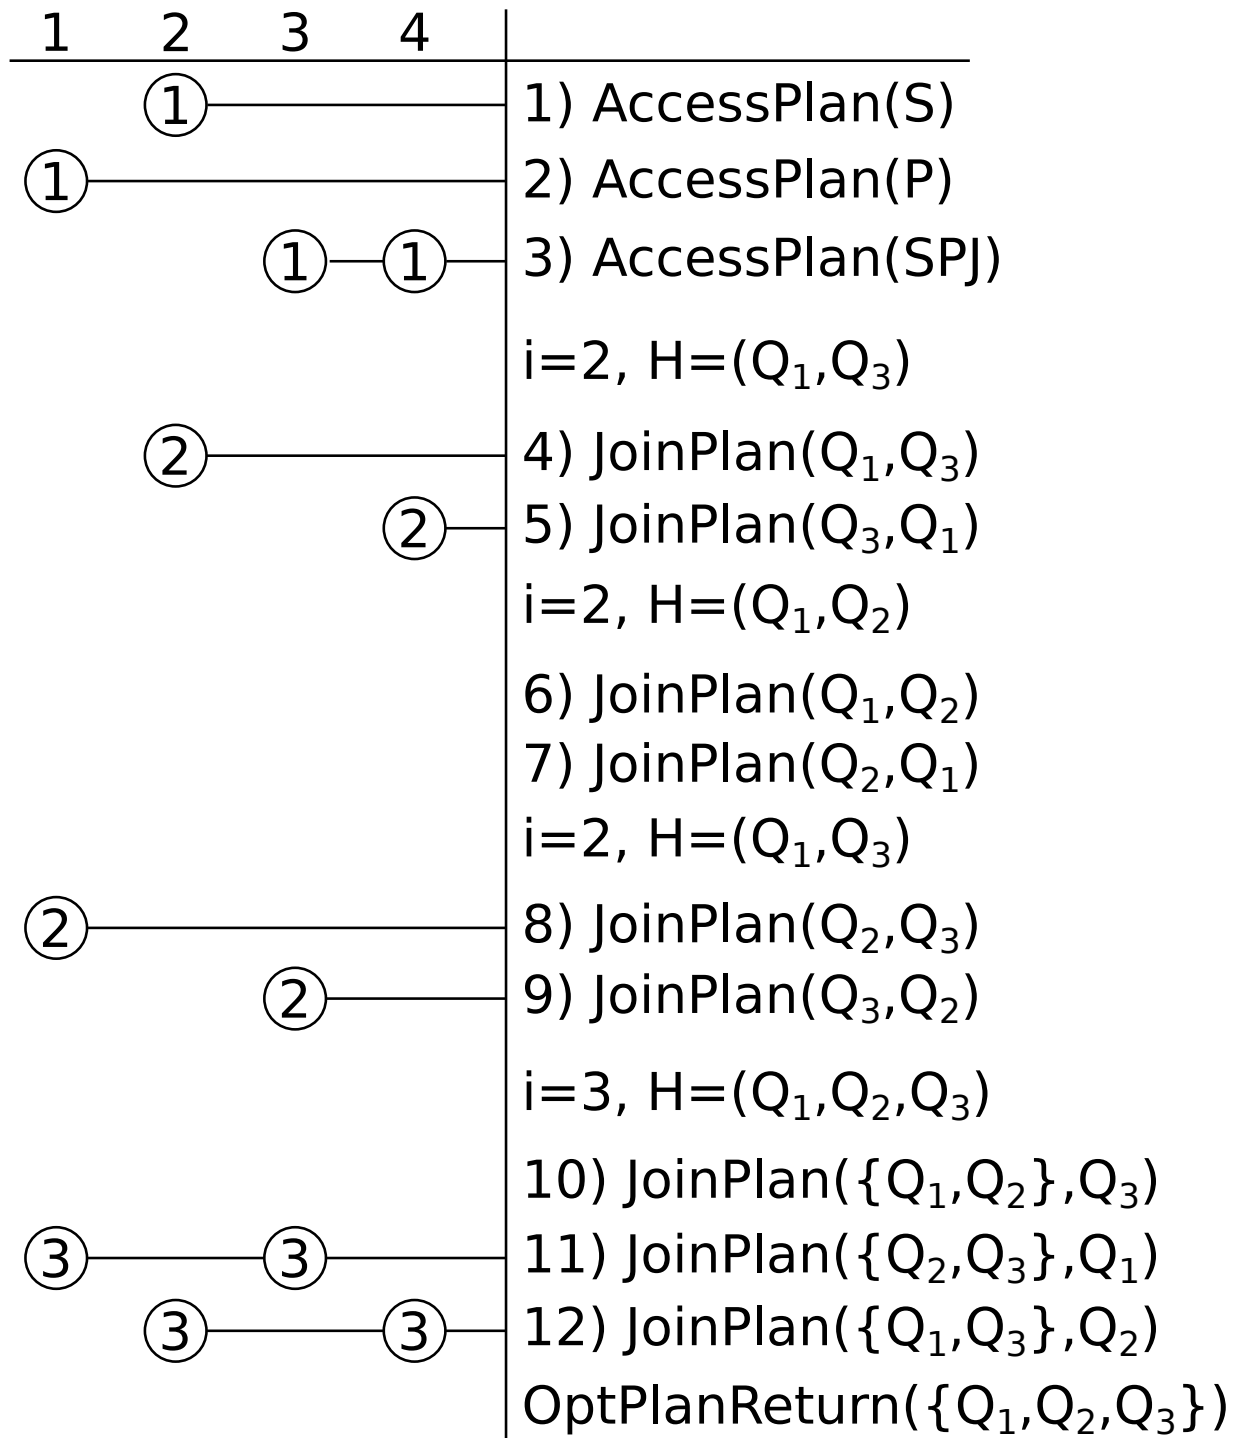 1 2 3 4
1 1) AccessPlan(S)
1 2) AccessPlan(P)
1 1 3) AccessPlan(SPJ)
i=2, H=(Q₁,Q₃)
2 4) JoinPlan(Q₁,Q₃)
2 5) JoinPlan(Q₃,Q₁)
i=2, H=(Q₁,Q₂)
6) JoinPlan(Q₁,Q₂)
7) JoinPlan(Q₂,Q₁)
i=2, H=(Q₁,Q₃)
2 8) JoinPlan(Q₂,Q₃)
2 9) JoinPlan(Q₃,Q₂)
i=3, H=(Q₁,Q₂,Q₃)
10) JoinPlan({Q₁,Q₂},Q₃)
3 3 11) JoinPlan({Q₂,Q₃},Q₁)
3 3 12) JoinPlan({Q₁,Q₃},Q₂)
OptPlanReturn({Q₁,Q₂,Q₃})